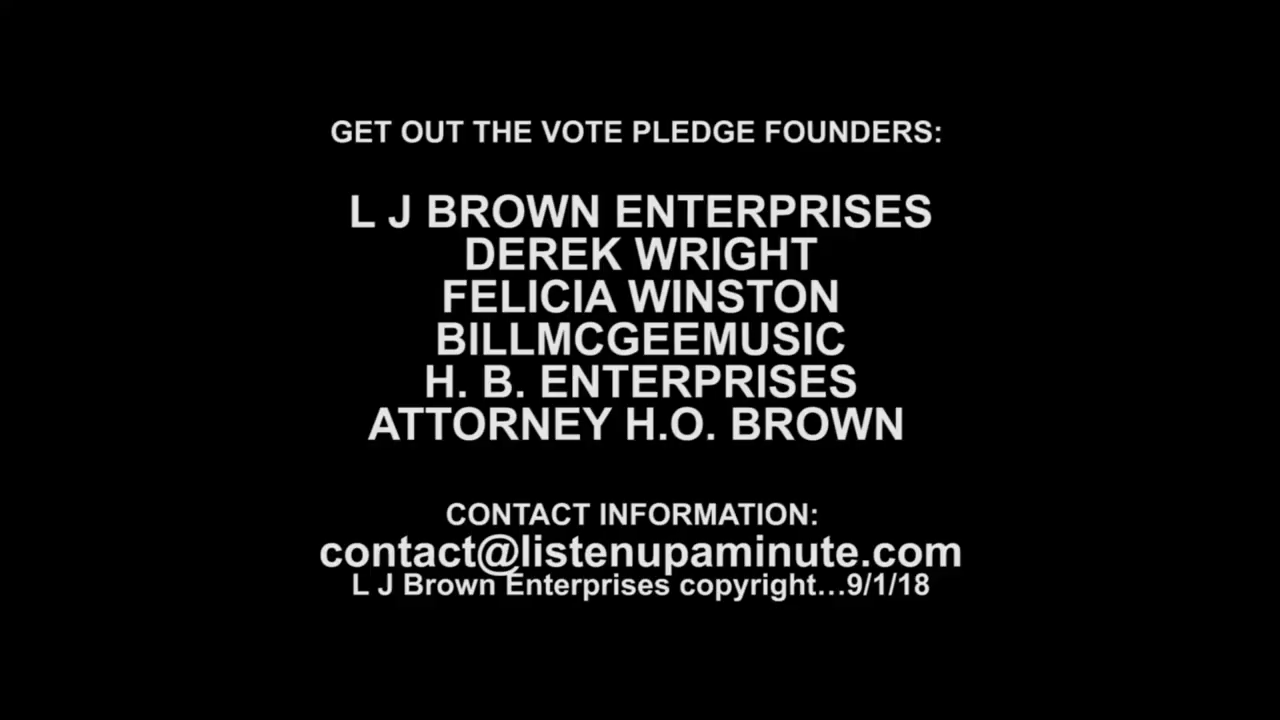 GET OUT THE VOTE PLEDGE FOUNDERS:
L J BROWN ENTERPRISES
DEREK WRIGHT
FELICIA WINSTON
BILLMCGEEMUSIC
H. B. ENTERPRISES
ATTORNEY H.O. BROWN
CONTACT INFORMATION:
contact@listenupaminute.com
L J Brown Enterprises copyright...9/1/18